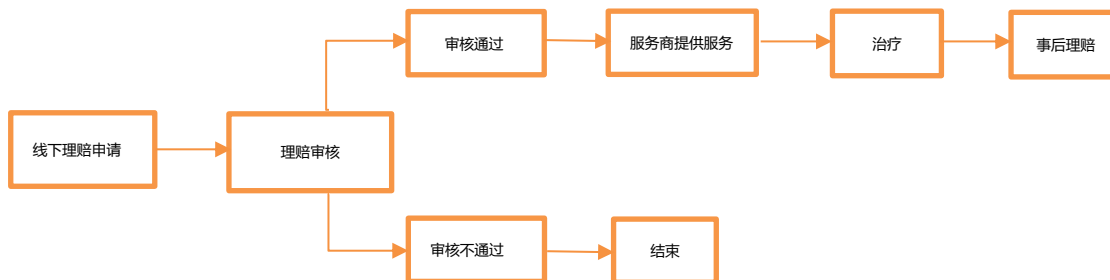 审核通过
服务商提供服务
治疗
事后理赔
线下理赔申请
理赔审核
审核不通过
结束